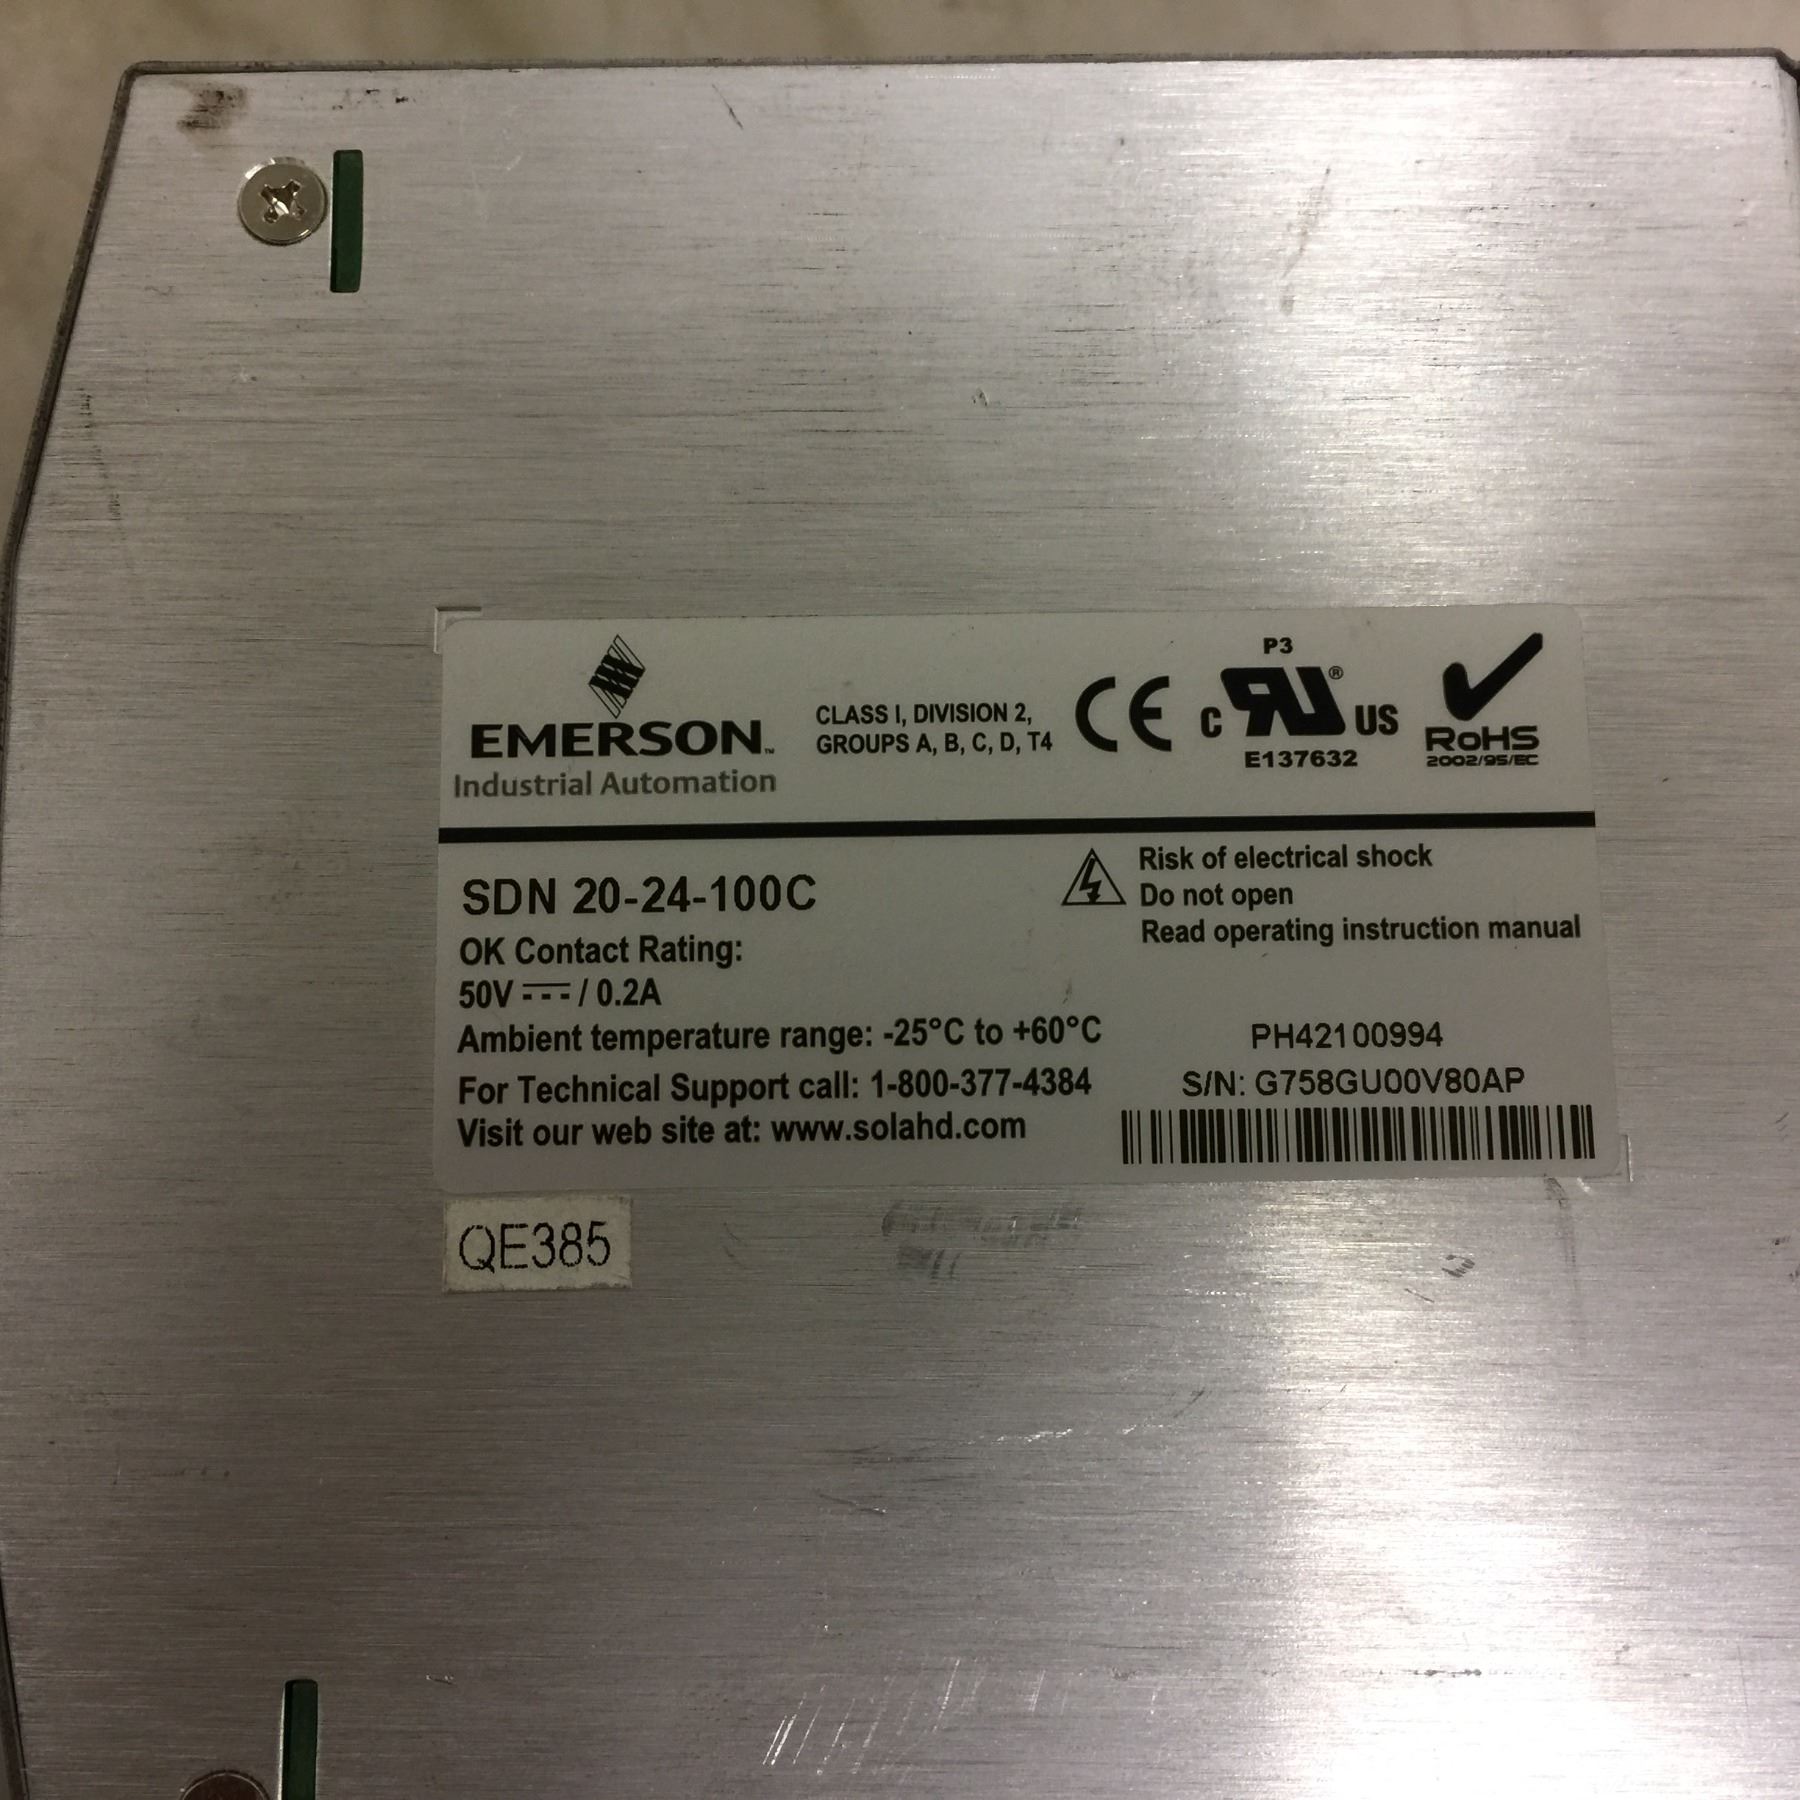 EMERSON™
Industrial Automation
CLASS I, DIVISION 2,
GROUPS A, B, C, D, T4
CE
P3
C RU® US
E137632
RoHS
2002/95/EC
SDN 20-24-100C
OK Contact Rating:
50V ⎓ / 0.2A
Ambient temperature range: -25°C to +60°C
For Technical Support call: 1-800-377-4384
Visit our web site at: www.solahd.com
Risk of electrical shock
Do not open
Read operating instruction manual
PH42100994
S/N: G758GU00V80AP
QE385